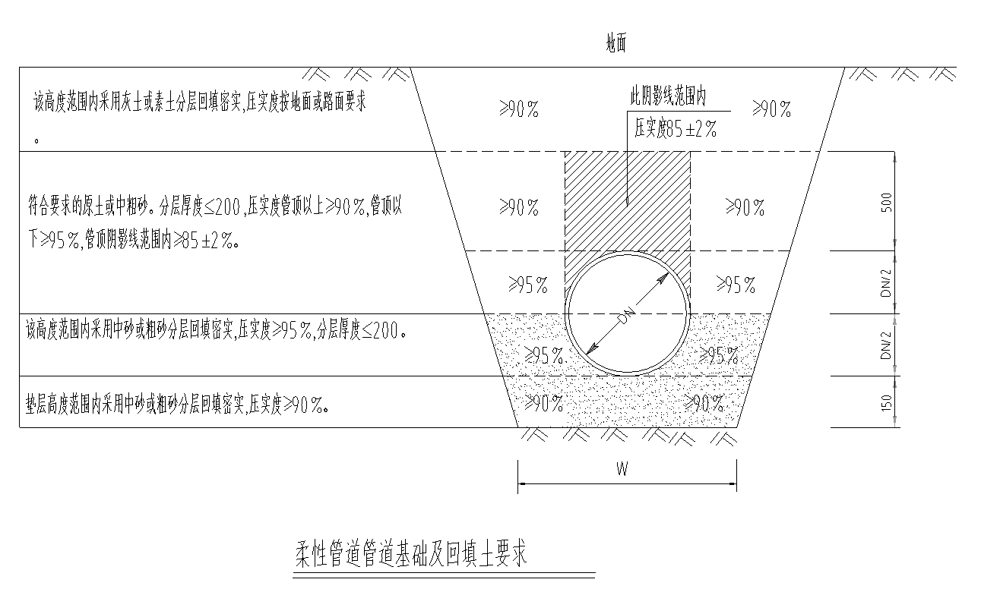 地面
该高度范围内采用灰土或素土分层回填密实,压实度按地面或路面要求
。
≥90%
此阴影线范围内
压实度85±2%
≥90%
符合要求的原土或中粗砂。分层厚度≤200,压实度管顶以上≥90%,管顶以
下≥95%,管顶阴影线范围内≥85±2%。
≥90%
≥90%
500
≥95%
≥95%
DN/2
DN
该高度范围内采用中砂或粗砂分层回填密实,压实度≥95%,分层厚度≤200。
≥95%
≥95%
DN/2
垫层高度范围内采用中砂或粗砂分层回填密实,压实度≥90%。
≥90%
≥90%
150
W
柔性管道管道基础及回填土要求